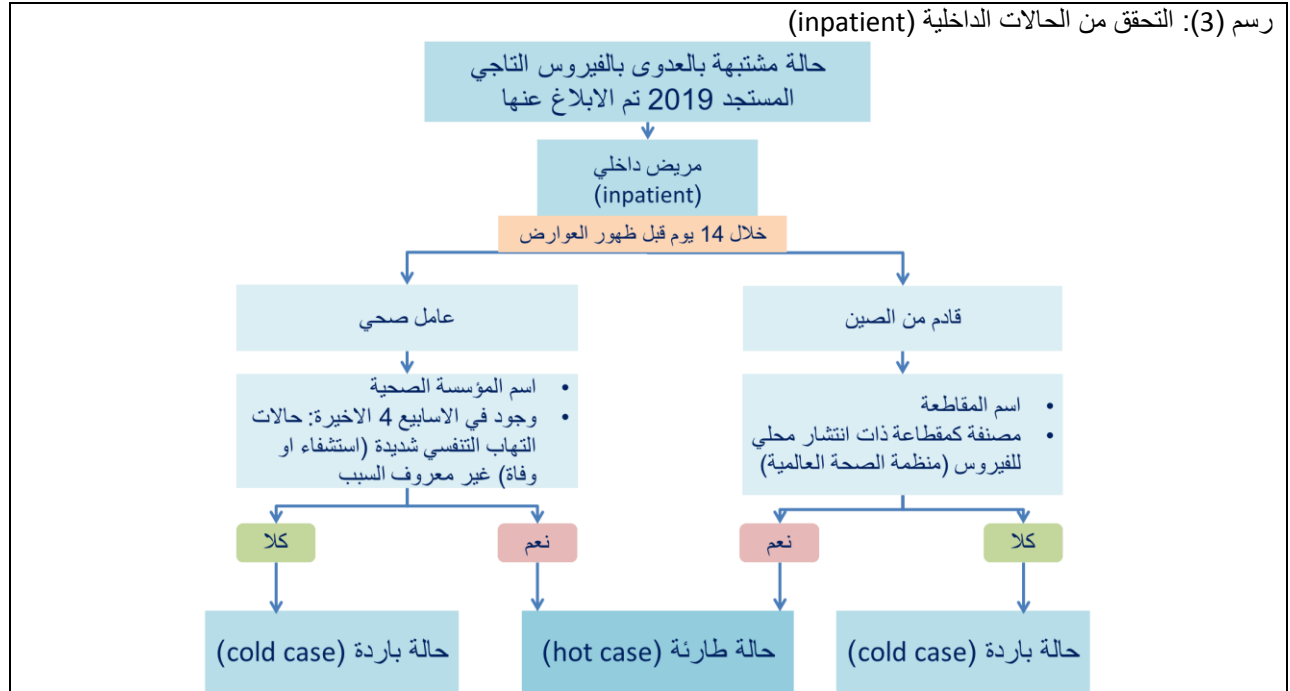 رسم (3): التحقق من الحالات الداخلية (inpatient)
حالة مشتبهة بالعدوى بالفيروس التاجي
المستجد 2019 تم الابلاغ عنها
مريض داخلي
(inpatient)
خلال 14 يوم قبل ظهور العوارض
قادم من الصين
عامل صحي
• اسم المقاطعة
• مصنفة كمقطاعة ذات انتشار محلي
للفيروس (منظمة الصحة العالمية)
• اسم المؤسسة الصحية
• وجود في الاسابيع 4 الاخيرة: حالات
التهاب التنفسي شديدة (استشفاء او
وفاة) غير معروف السبب
كلا
نعم
نعم
كلا
حالة باردة (cold case)
حالة طارئة (hot case)
حالة باردة (cold case)